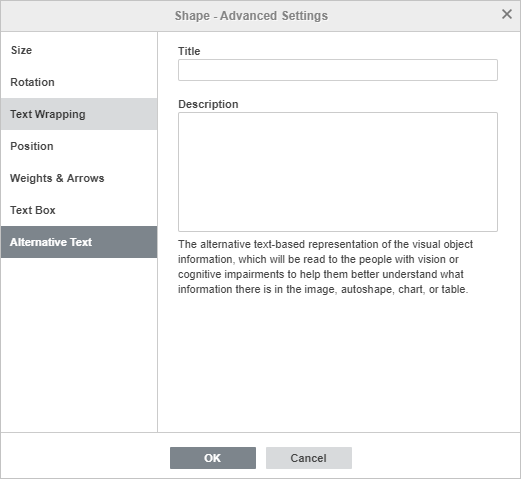 Shape - Advanced Settings
Size
Rotation
Text Wrapping
Position
Weights & Arrows
Text Box
Alternative Text
Title
Description
The alternative text-based representation of the visual object
information, which will be read to the people with vision or
cognitive impairments to help them better understand what
information there is in the image, autoshape, chart, or table.
OK
Cancel